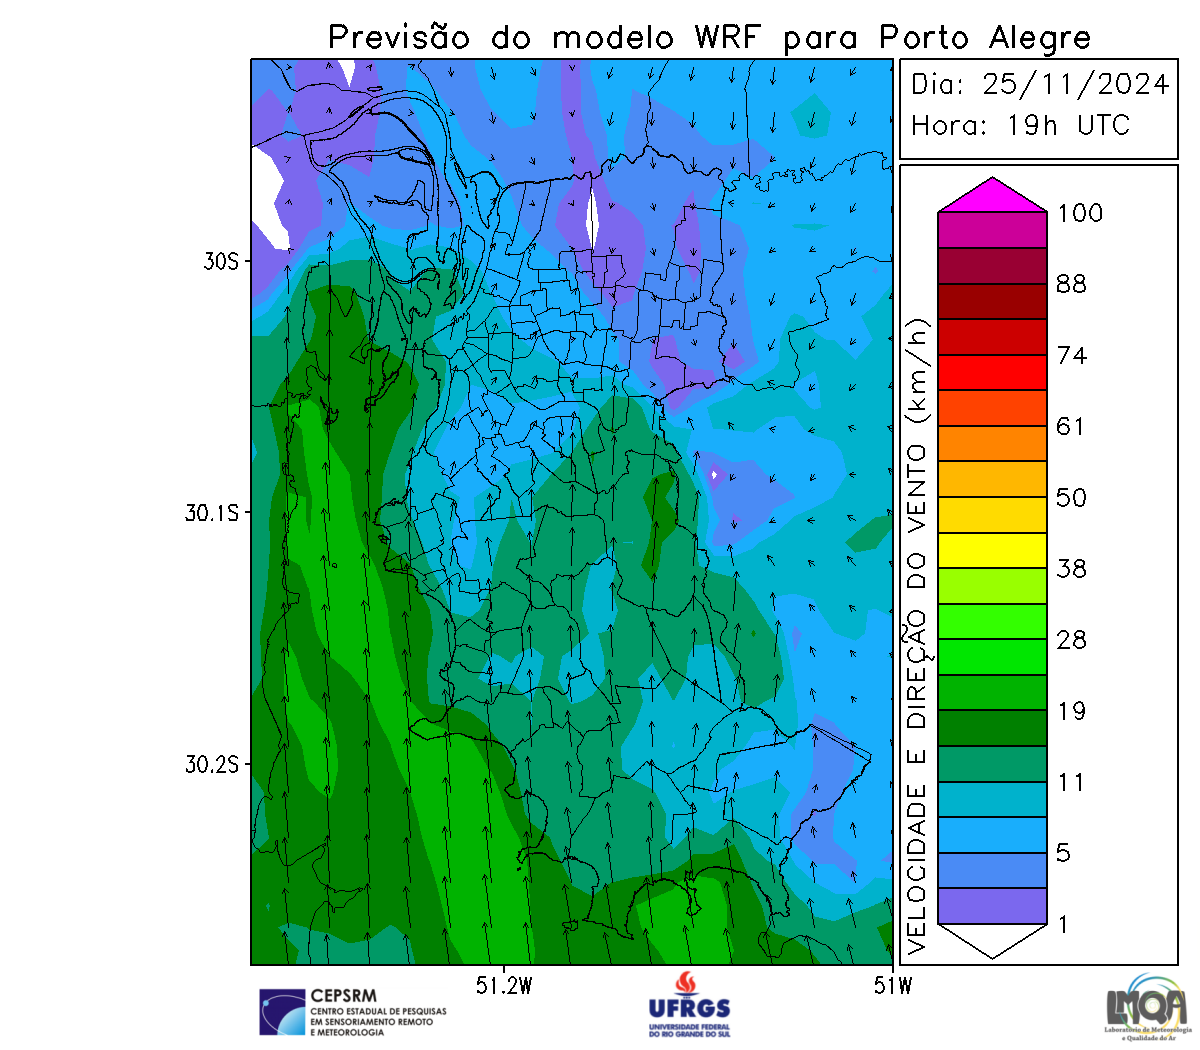 Previsão do modelo WRF para Porto Alegre
Dia: 25/11/2024
Hora: 19h UTC
30S
30.1S
30.2S
51.2W
51W
VELOCIDADE E DIREÇÃO DO VENTO (km/h)
100
88
74
61
50
38
28
19
11
5
1
CEPSRM
CENTRO ESTADUAL DE PESQUISAS
EM SENSORIAMENTO REMOTO
E METEOROLOGIA
UFRGS
UNIVERSIDADE FEDERAL
DO RIO GRANDE DO SUL
LMQA
Laboratório de Meteorologia
e Qualidade do Ar